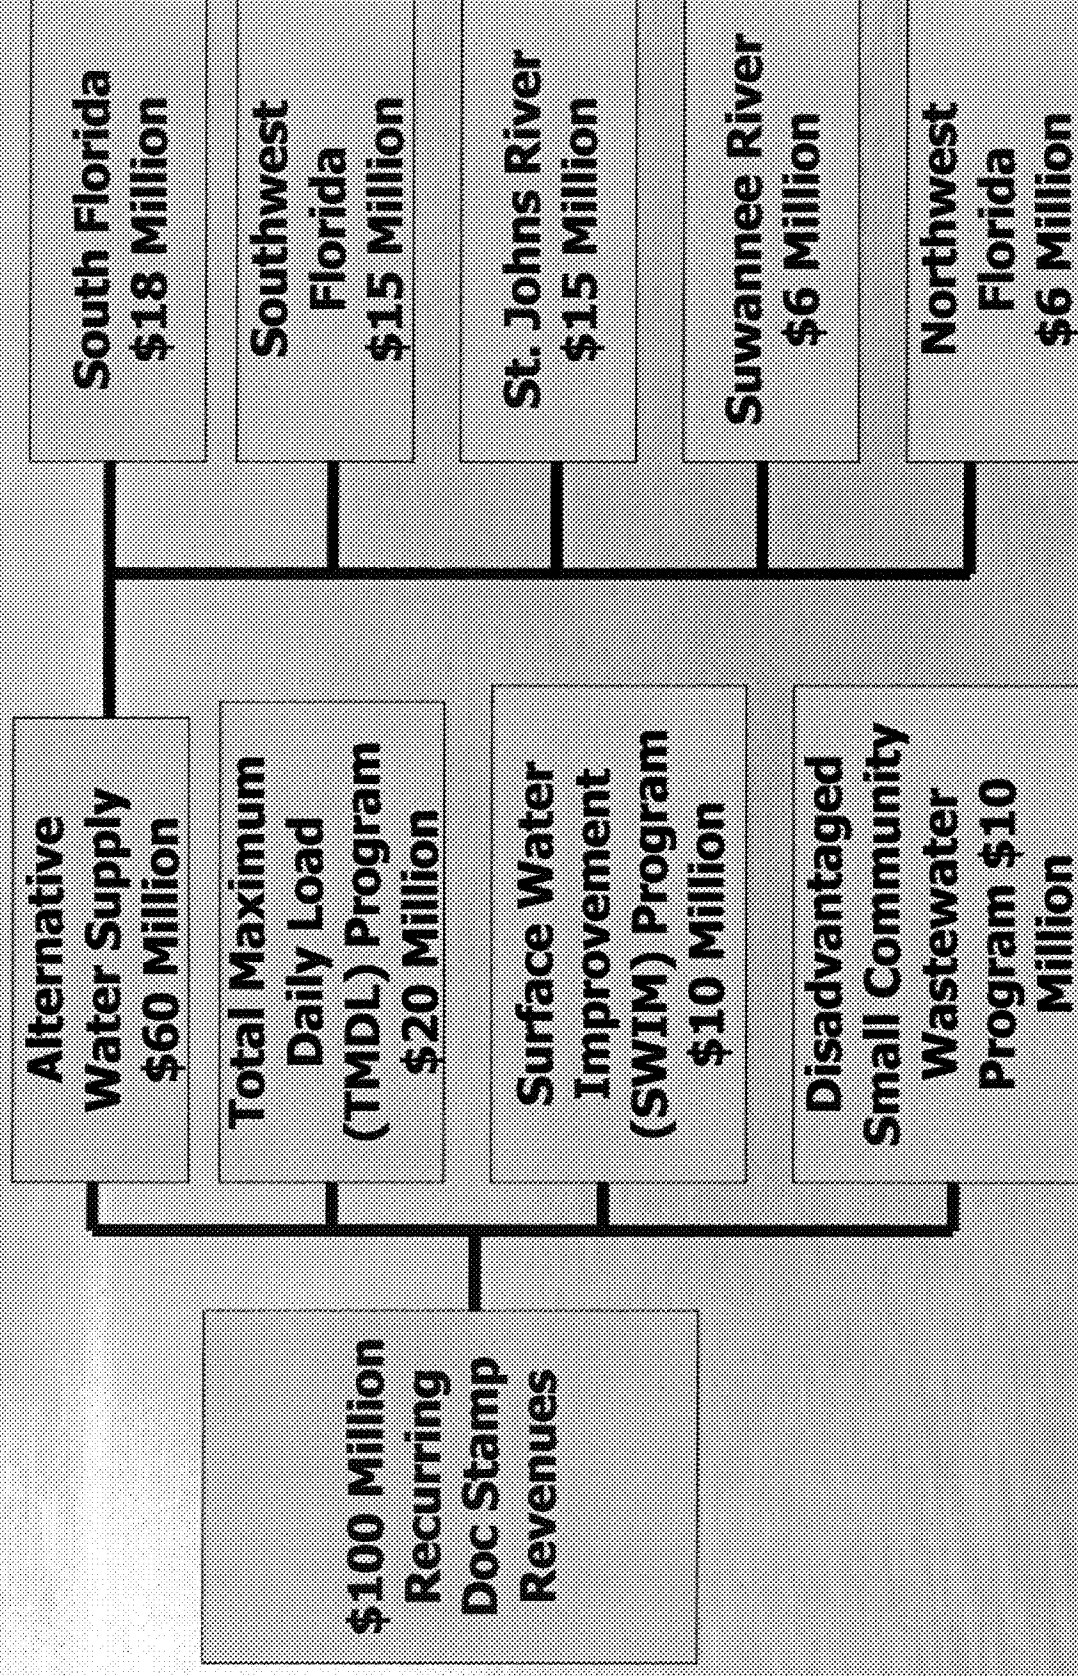 $100 Million
Recurring
Doc Stamp
Revenues
Alternative
Water Supply
$60 Million
Total Maximum
Daily Load
(TMDL) Program
$20 Million
Surface Water
Improvement
(SWIM) Program
$10 Million
Disadvantaged
Small Community
Wastewater
Program $10
Million
South Florida
$18 Million
Southwest
Florida
$15 Million
St. Johns River
$15 Million
Suwannee River
$6 Million
Northwest
Florida
$6 Million